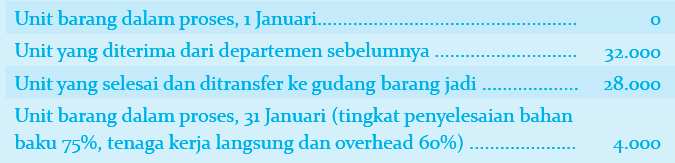 Unit barang dalam proses, 1 Januari.................................................. 0
Unit yang diterima dari departemen sebelumnya ............................ 32.000
Unit yang selesai dan ditransfer ke gudang barang jadi ................... 28.000
Unit barang dalam proses, 31 Januari (tingkat penyelesaian bahan
baku 75%, tenaga kerja langsung dan overhead 60%) ..................... 4.000